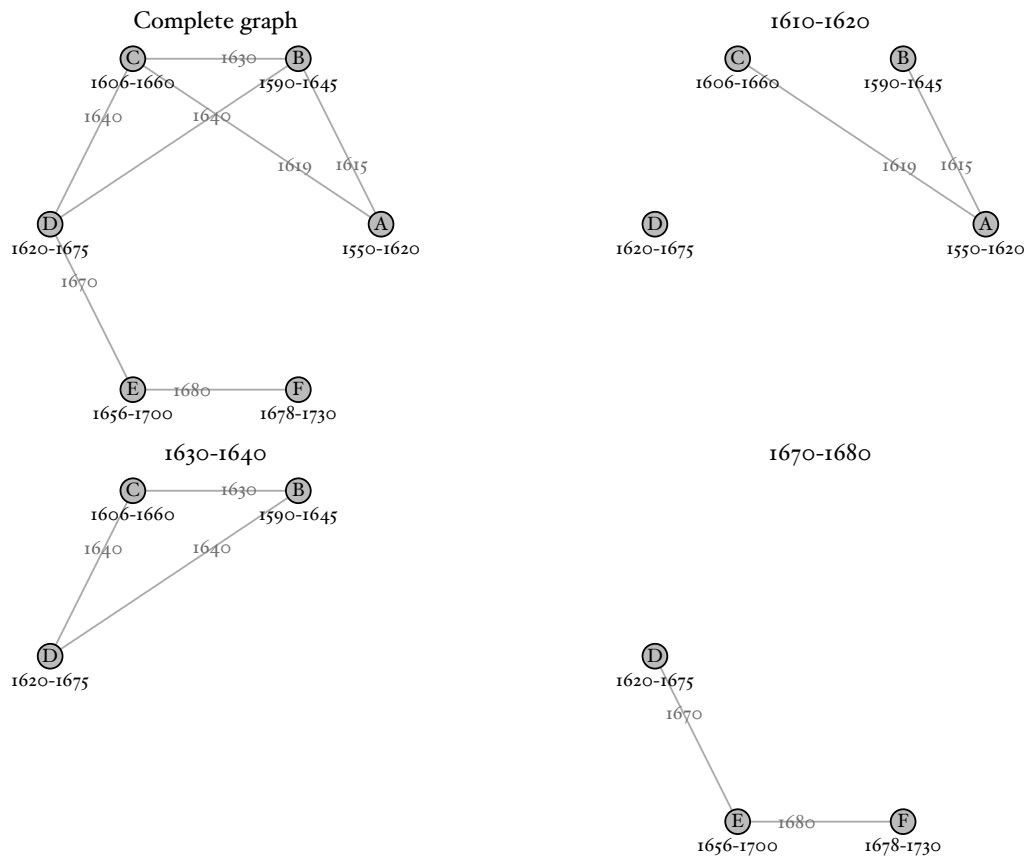 Complete graph
C
1630
B
1606-1660
1590-1645
1640
1640
1619
1615
D
A
1620-1675
1550-1620
1670
E
1680
F
1656-1700
1678-1730
1610-1620
C
B
1606-1660
1590-1645
1619
1615
D
A
1620-1675
1550-1620
1630-1640
C
1630
B
1606-1660
1590-1645
1640
1640
D
1620-1675
1670-1680
D
1620-1675
1670
E
1680
F
1656-1700
1678-1730